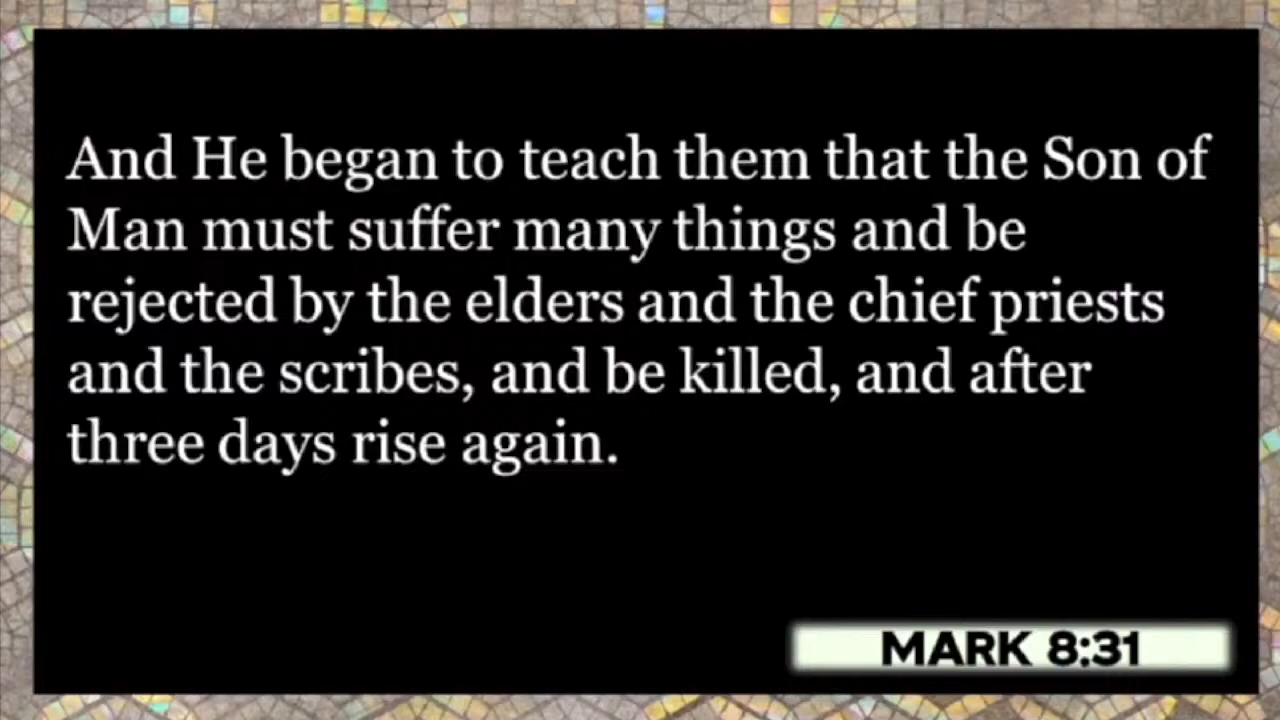 And He began to teach them that the Son of
Man must suffer many things and be
rejected by the elders and the chief priests
and the scribes, and be killed, and after
three days rise again.
MARK 8:31